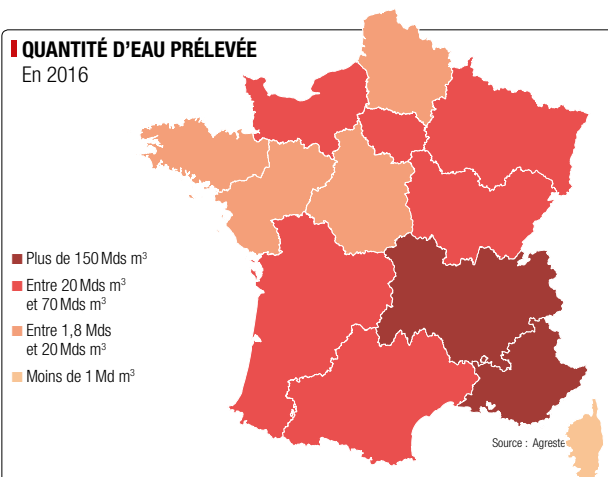 QUANTITÉ D'EAU PRÉLEVÉE
En 2016
Plus de 150 Mds m³
Entre 20 Mds m³
et 70 Mds m³
Entre 1,8 Mds
et 20 Mds m³
Moins de 1 Md m³
Source : Agreste